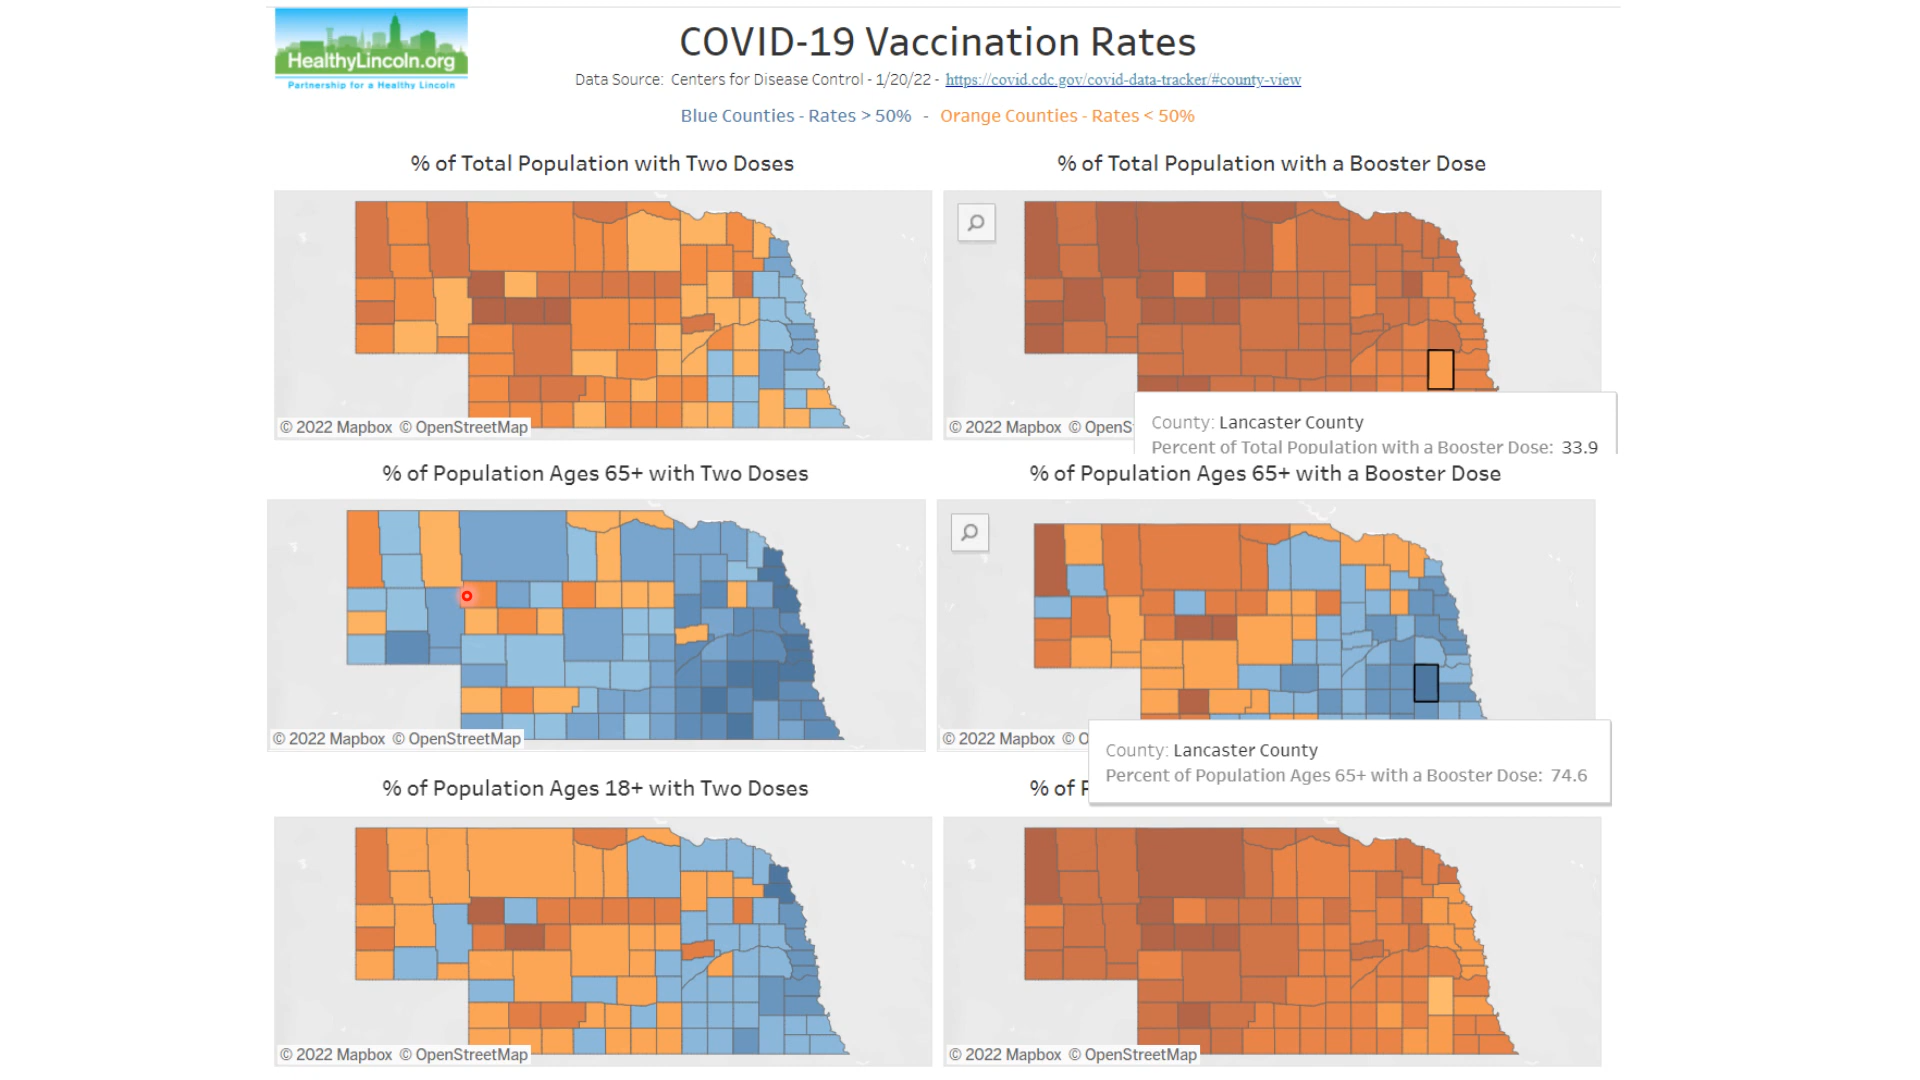 HealthyLincoln.org
Partnership for a Healthy Lincoln
COVID-19 Vaccination Rates
Data Source: Centers for Disease Control - 1/20/22 - https://covid.cdc.gov/covid-data-tracker/#county-view
Blue Counties - Rates > 50% - Orange Counties - Rates < 50%
% of Total Population with Two Doses
% of Total Population with a Booster Dose
© 2022 Mapbox © OpenStreetMap
© 2022 Mapbox © OpenS
County: Lancaster County
Percent of Total Population with a Booster Dose: 33.9
% of Population Ages 65+ with Two Doses
% of Population Ages 65+ with a Booster Dose
© 2022 Mapbox © OpenStreetMap
© 2022 Mapbox © O
County: Lancaster County
Percent of Population Ages 65+ with a Booster Dose: 74.6
% of Population Ages 18+ with Two Doses
% of P
© 2022 Mapbox © OpenStreetMap
© 2022 Mapbox © OpenStreetMap